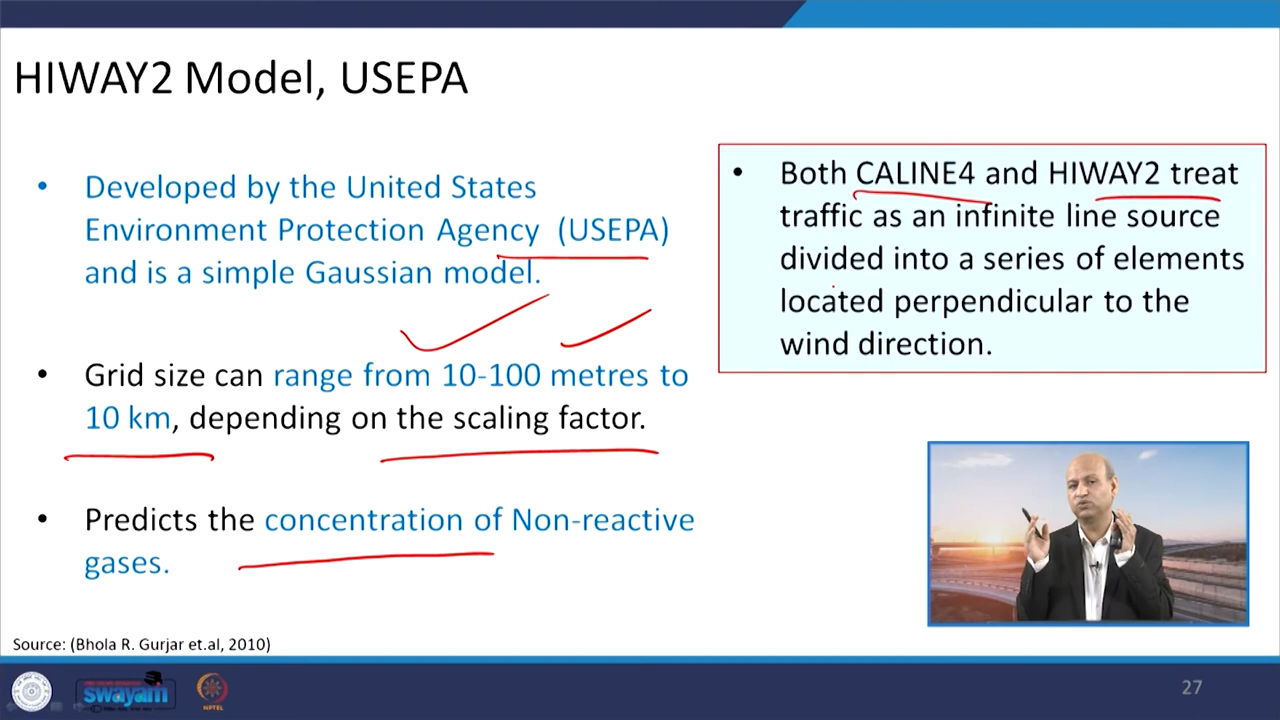 HIWAY2 Model, USEPA
• Developed by the United States
Environment Protection Agency (USEPA)
and is a simple Gaussian model.
• Grid size can range from 10-100 metres to
10 km, depending on the scaling factor.
• Predicts the concentration of Non-reactive
gases.
• Both CALINE4 and HIWAY2 treat
traffic as an infinite line source
divided into a series of elements
located perpendicular to the
wind direction.
Source: (Bhola R. Gurjar et.al, 2010)
swayam
NPTEL
27